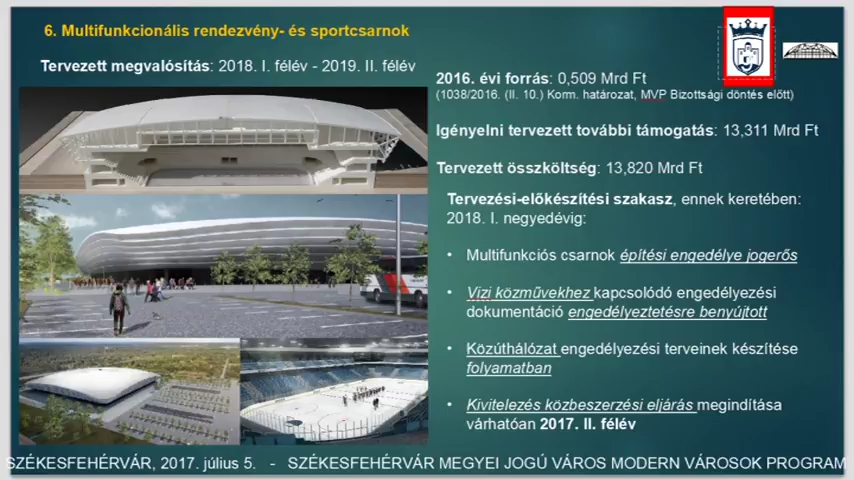 6. Multifunkcionális rendezvény- és sportcsarnok
Tervezett megvalósítás: 2018. I. félév - 2019. II. félév
2016. évi forrás: 0,509 Mrd Ft
(1038/2016. (II. 10.) Korm. határozat, MVP Bizottsági döntés előtt)
Igényelni tervezett további támogatás: 13,311 Mrd Ft
Tervezett összköltség: 13,820 Mrd Ft
Tervezési-előkészítési szakasz, ennek keretében:
2018. I. negyedévig:
• Multifunkciós csarnok építési engedélye jogerős
• Vizi közművekhez kapcsolódó engedélyezési
dokumentáció engedélyeztetésre benyújtott
• Közúthálózat engedélyezési terveinek készítése
folyamatban
• Kivitelezés közbeszerzési eljárás megindítása
várhatóan 2017. II. félév
SZÉKESFEHÉRVÁR, 2017. július 5. - SZÉKESFEHÉRVÁR MEGYEI JOGÚ VÁROS MODERN VÁROSOK PROGRAM